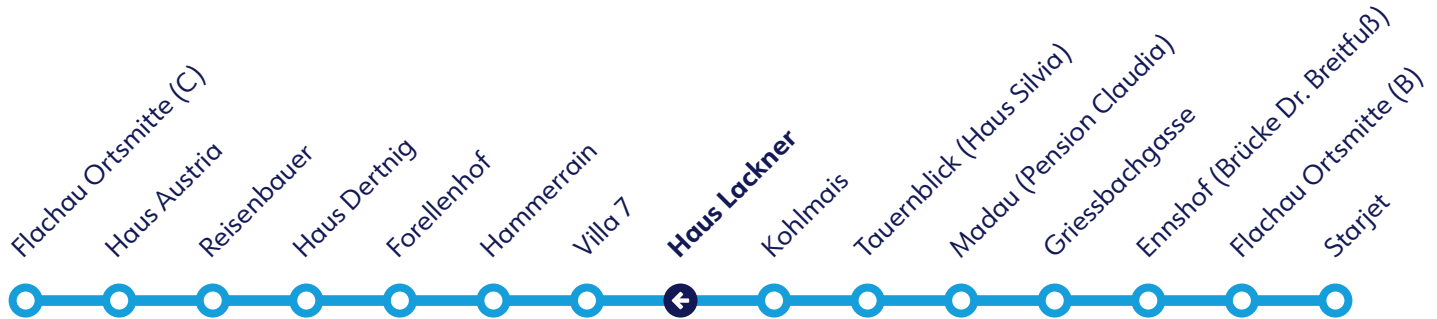 Flachau Ortsmitte (C)
Haus Austria
Reisenbauer
Haus Dertnig
Forellenhof
Hammerrain
Villa 7
Haus Lackner
Kohlmais
Tauernblick (Haus Silvia)
Madau (Pension Claudia)
Griessbachgasse
Ennshof (Brücke Dr. Breitfuß)
Flachau Ortsmitte (B)
Starjet